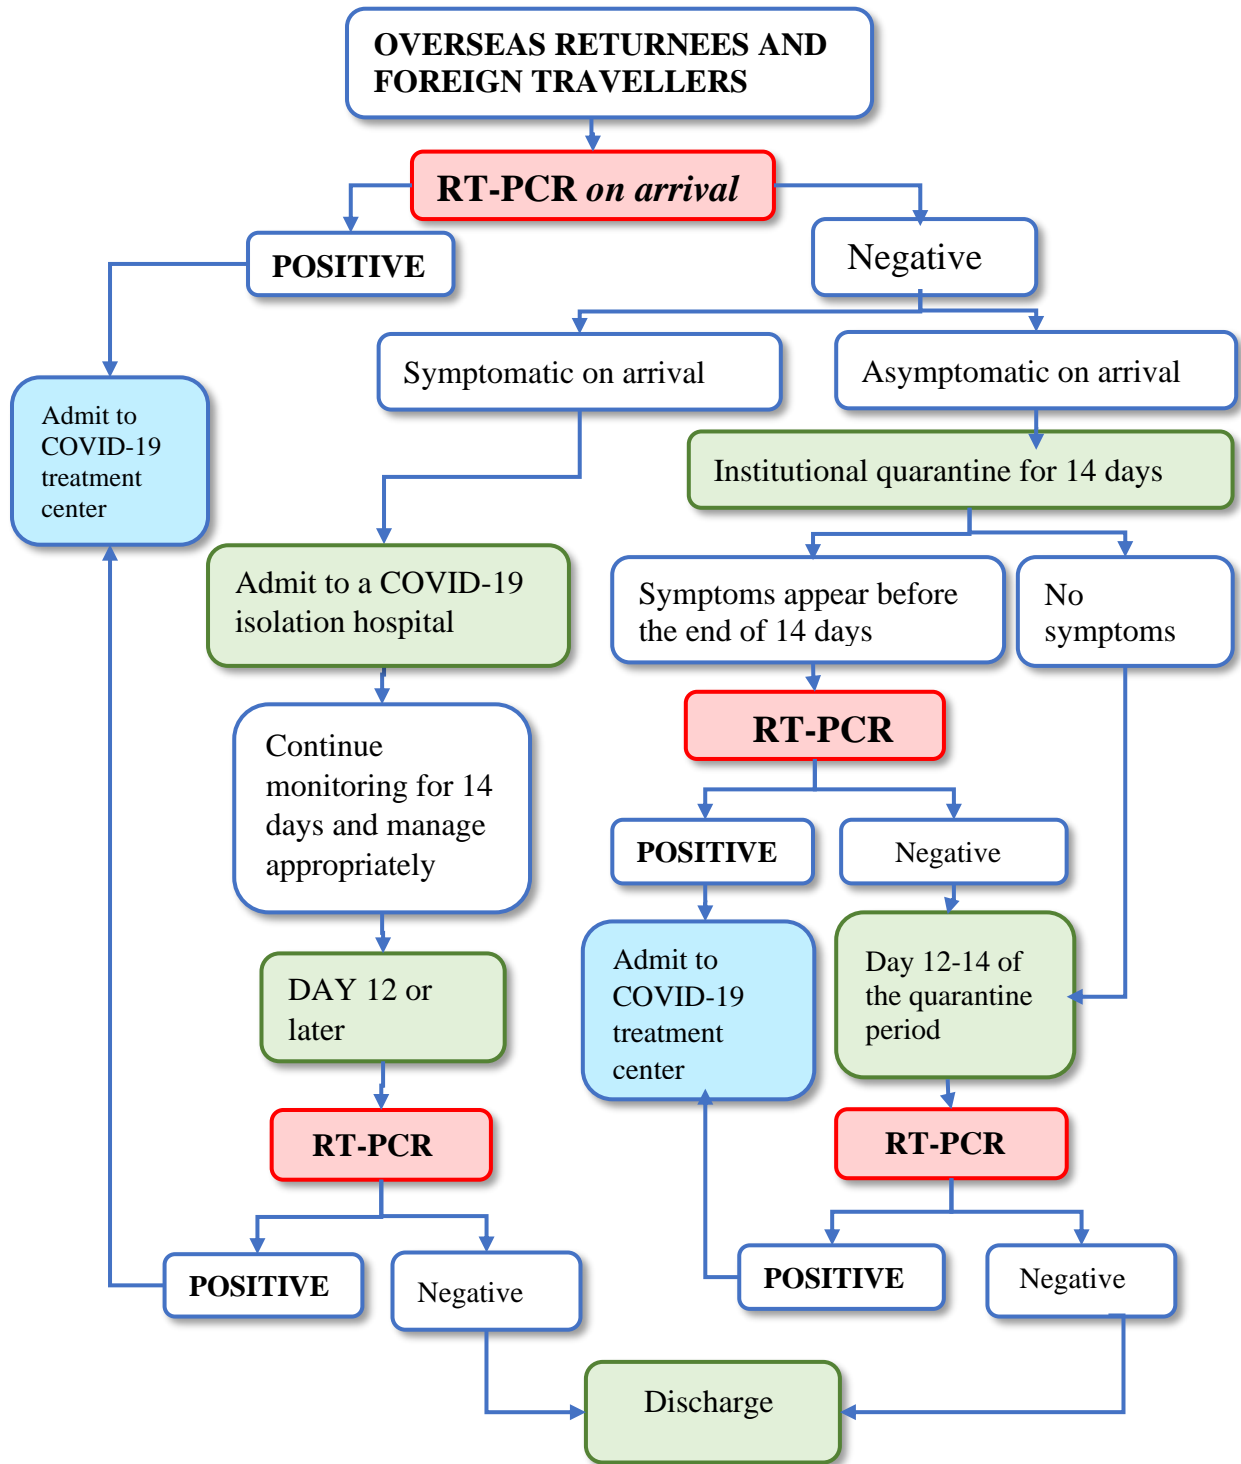 OVERSEAS RETURNEES AND
FOREIGN TRAVELLERS
RT-PCR on arrival
POSITIVE
Negative
Symptomatic on arrival
Asymptomatic on arrival
Admit to
COVID-19
treatment
center
Institutional quarantine for 14 days
Admit to a COVID-19
isolation hospital
Symptoms appear before
the end of 14 days
No
symptoms
RT-PCR
Continue
monitoring for 14
days and manage
appropriately
POSITIVE
Negative
DAY 12 or
later
Admit to
COVID-19
treatment
center
Day 12-14 of
the quarantine
period
RT-PCR
RT-PCR
POSITIVE
Negative
POSITIVE
Negative
Discharge